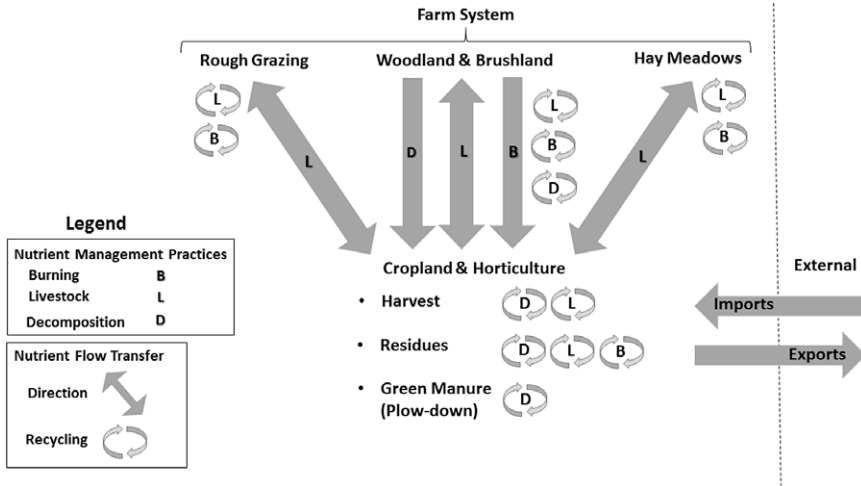 Farm System
Rough Grazing
Woodland & Brushland
Hay Meadows
L
B
L
D
L
B
L
B
D
L
L
B
Legend
Nutrient Management Practices
Burning B
Livestock L
Decomposition D
Nutrient Flow Transfer
Direction
Recycling
Cropland & Horticulture
• Harvest D L
• Residues D L B
• Green Manure D
(Plow-down)
External
Imports
Exports